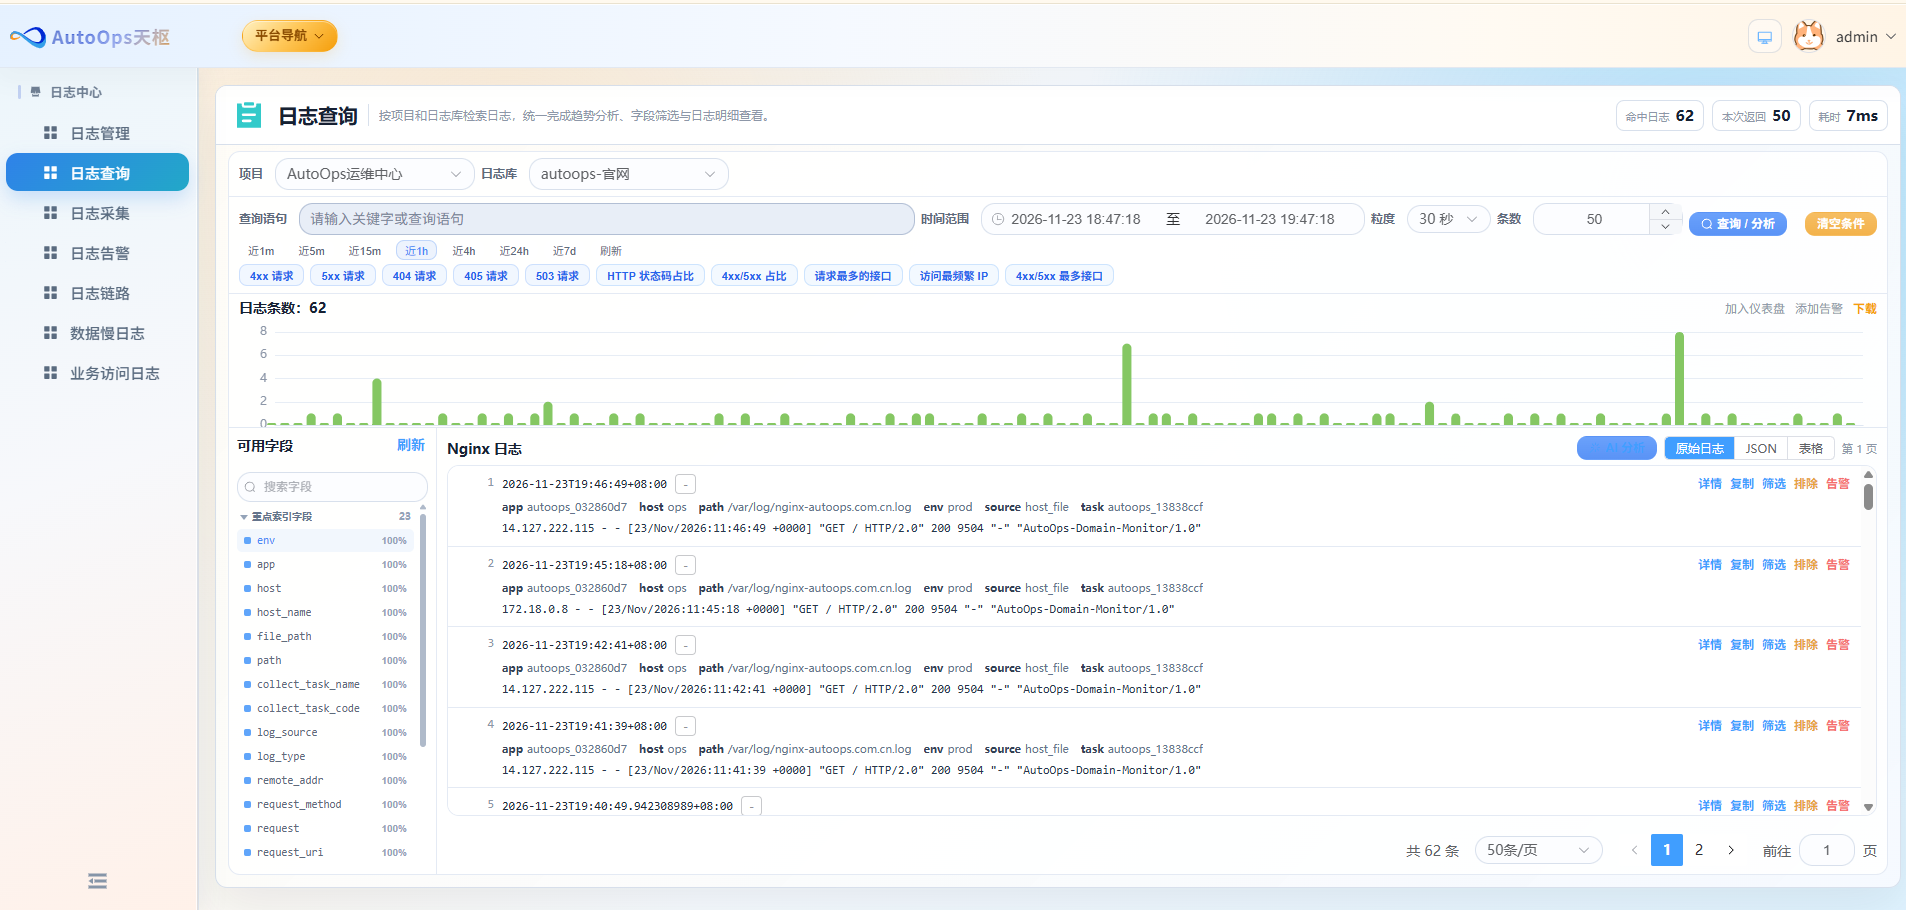 AutoOps天枢
平台导航
admin
日志中心
日志管理
日志查询
日志采集
日志告警
日志链路
数据慢日志
业务访问日志
日志查询 按项目和日志库检索日志，统一完成趋势分析、字段筛选与日志明细查看。
命中日志 62 本次返回 50 耗时 7ms
项目 AutoOps运维中心 日志库 autoops-官网
查询语句 请输入关键字或查询语句 时间范围 2026-11-23 18:47:18 至 2026-11-23 19:47:18 粒度 30 秒 条数 50 查询 / 分析 清空条件
近1m 近5m 近15m 近1h 近4h 近24h 近7d 刷新
4xx 请求 5xx 请求 404 请求 405 请求 503 请求 HTTP 状态码占比 4xx/5xx 占比 请求最多的接口 访问最频繁 IP 4xx/5xx 最多接口
日志条数：62 加入仪表盘 添加告警 下载
8
6
4
2
0
可用字段 刷新
搜索字段
重点索引字段 23
env 100%
app 100%
host 100%
host_name 100%
file_path 100%
path 100%
collect_task_name 100%
collect_task_code 100%
log_source 100%
log_type 100%
remote_addr 100%
request_method 100%
request 100%
request_uri 100%
Nginx 日志 原始日志 JSON 表格 第 1 页
1 2026-11-23T19:46:49+08:00 - 详情 复制 筛选 排除 告警
app autoops_032860d7 host ops path /var/log/nginx-autoops.com.cn.log env prod source host_file task autoops_13838ccf
14.127.222.115 - - [23/Nov/2026:11:46:49 +0000] "GET / HTTP/2.0" 200 9504 "-" "AutoOps-Domain-Monitor/1.0"
2 2026-11-23T19:45:18+08:00 - 详情 复制 筛选 排除 告警
app autoops_032860d7 host ops path /var/log/nginx-autoops.com.cn.log env prod source host_file task autoops_13838ccf
172.18.0.8 - - [23/Nov/2026:11:45:18 +0000] "GET / HTTP/2.0" 200 9504 "-" "AutoOps-Domain-Monitor/1.0"
3 2026-11-23T19:42:41+08:00 - 详情 复制 筛选 排除 告警
app autoops_032860d7 host ops path /var/log/nginx-autoops.com.cn.log env prod source host_file task autoops_13838ccf
14.127.222.115 - - [23/Nov/2026:11:42:41 +0000] "GET / HTTP/2.0" 200 9504 "-" "AutoOps-Domain-Monitor/1.0"
4 2026-11-23T19:41:39+08:00 - 详情 复制 筛选 排除 告警
app autoops_032860d7 host ops path /var/log/nginx-autoops.com.cn.log env prod source host_file task autoops_13838ccf
14.127.222.115 - - [23/Nov/2026:11:41:39 +0000] "GET / HTTP/2.0" 200 9504 "-" "AutoOps-Domain-Monitor/1.0"
5 2026-11-23T19:40:49.942308989+08:00 - 详情 复制 筛选 排除 告警
共 62 条 50条/页 1 2 前往 1 页